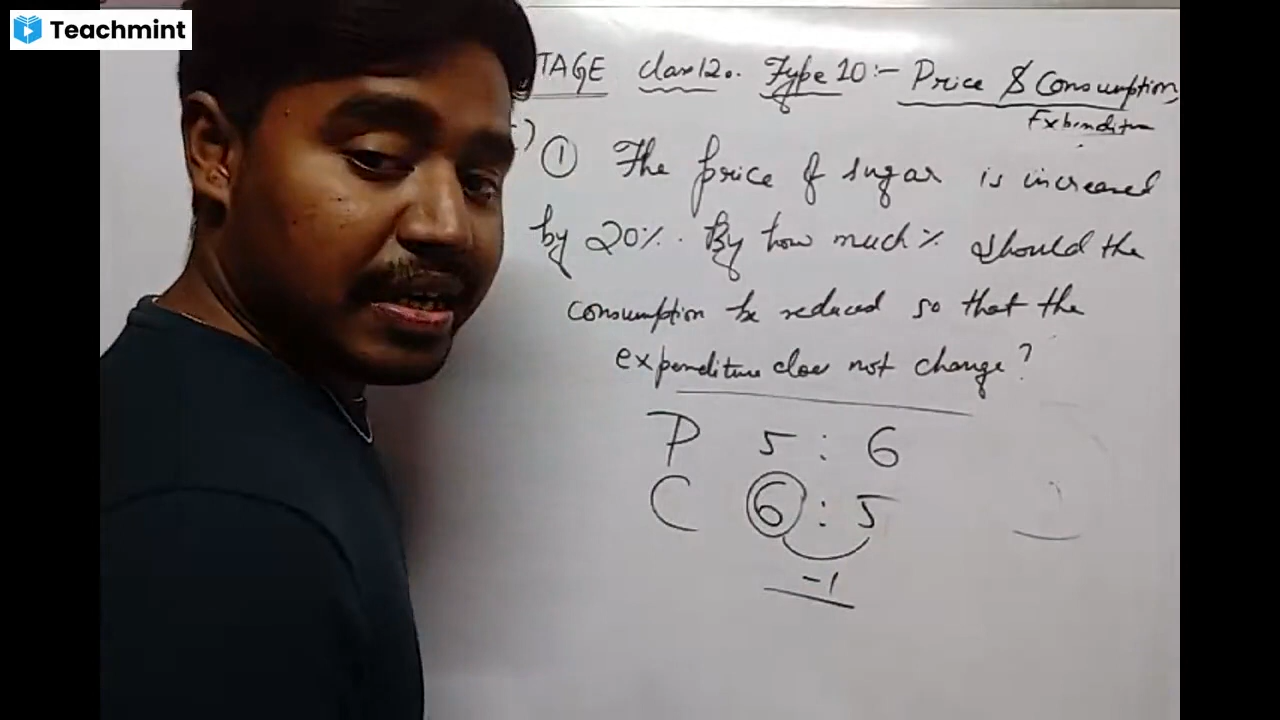 Teachmint
TAGE Class 12. Type 10:- Price & Consumption,
Expenditure
① The price of sugar is increased
by 20%. By how much % should the
consumption be reduced so that the
expenditure does not change?
P 5 : 6
C 6 : 5
-1